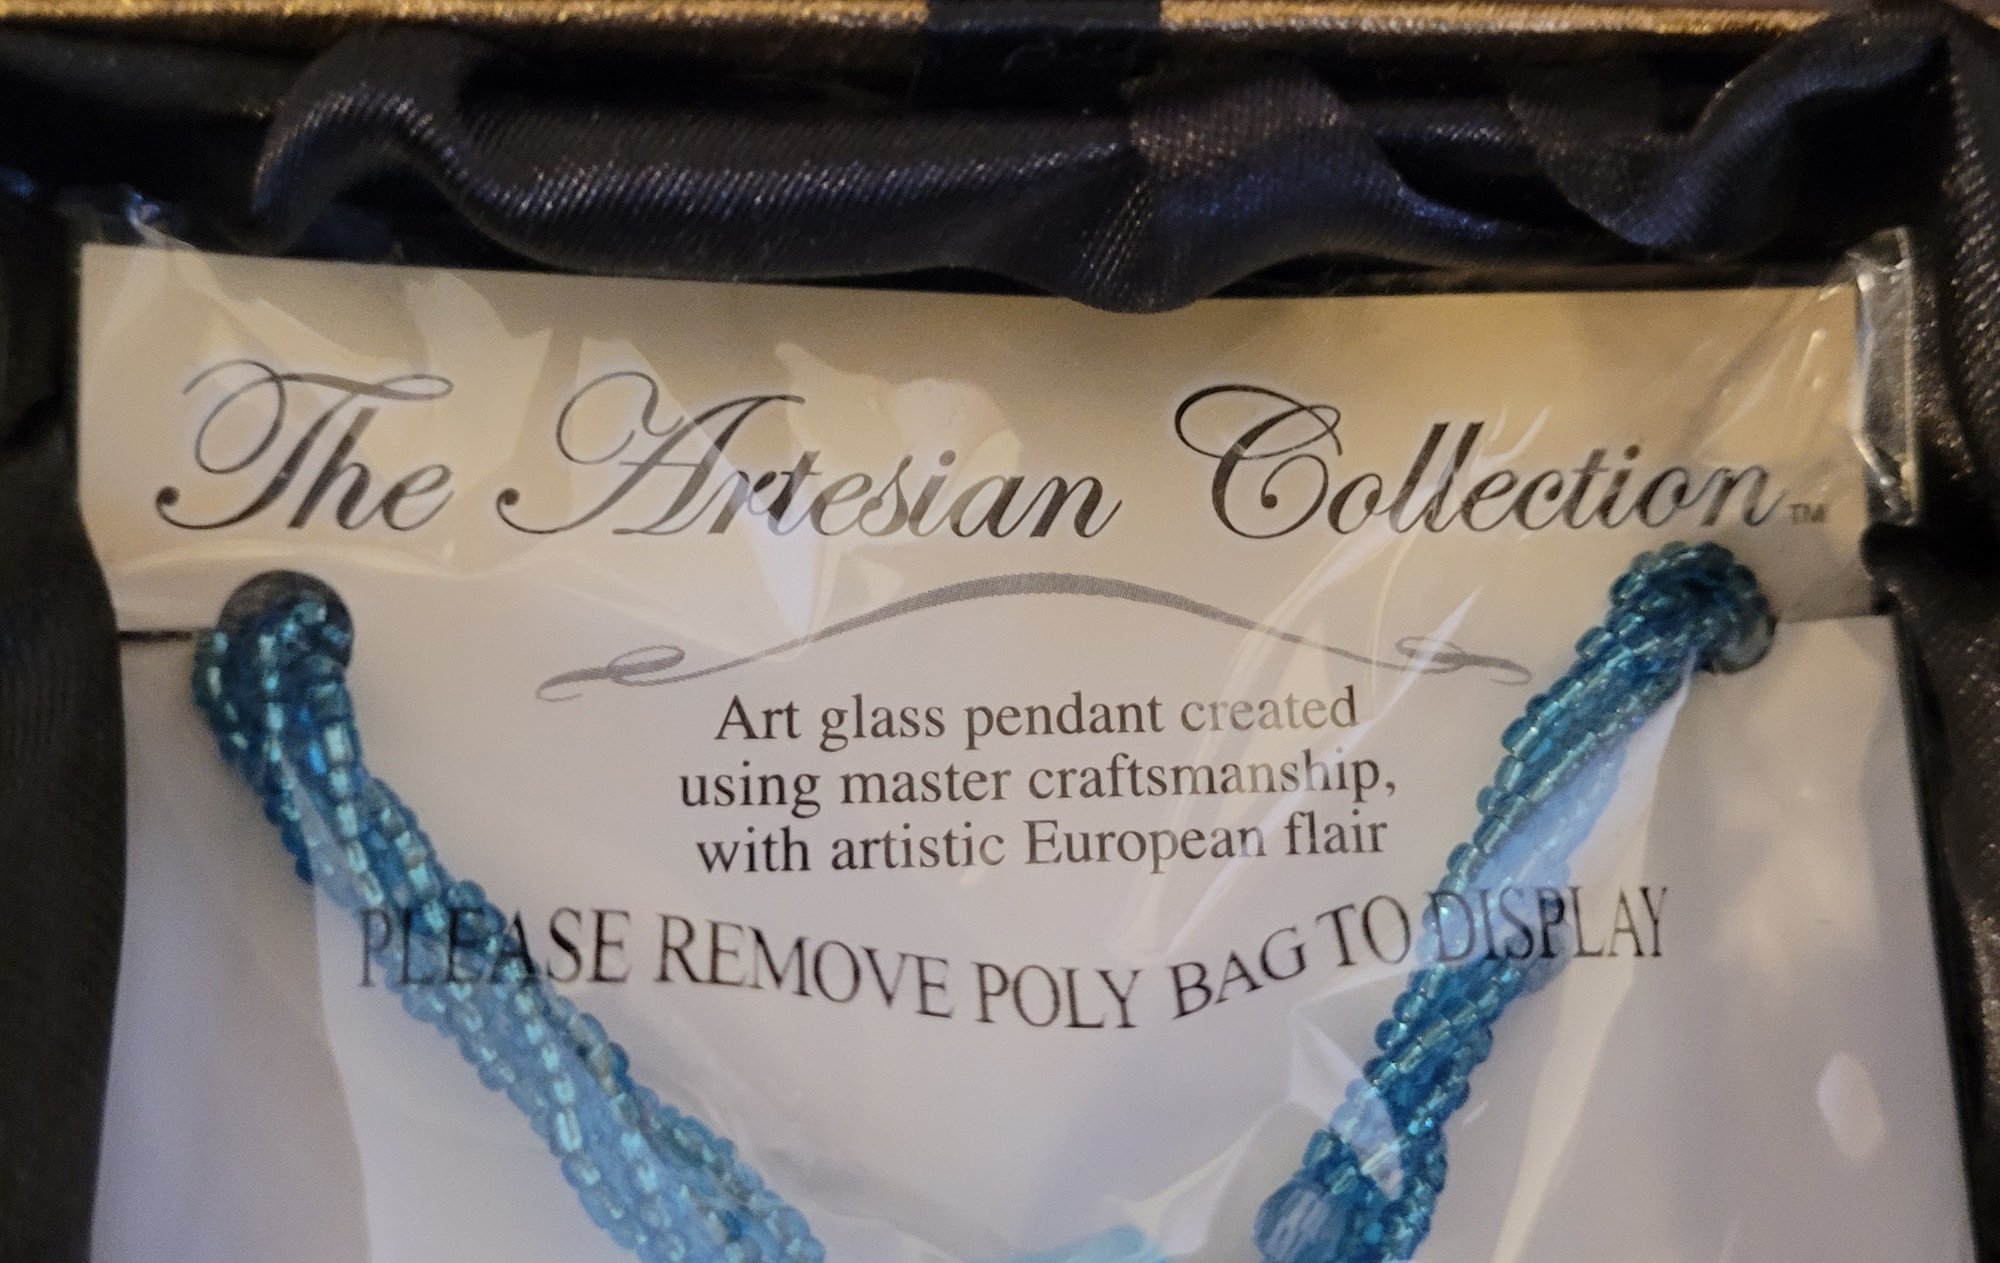 The Artesian Collection™
Art glass pendant created
using master craftsmanship,
with artistic European flair
PLEASE REMOVE POLY BAG TO DISPLAY